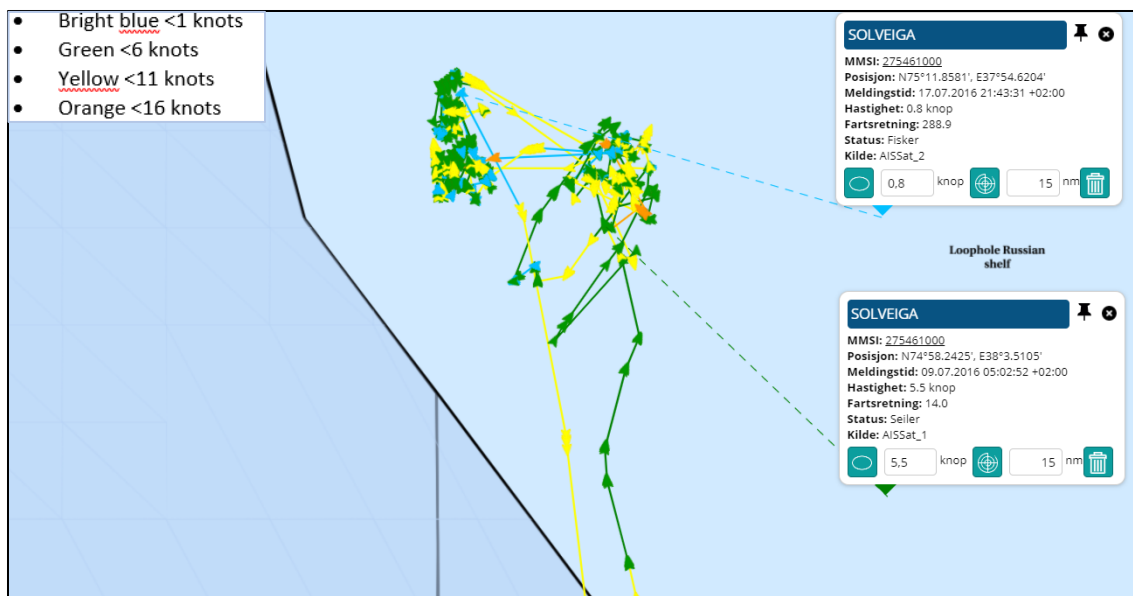 • Bright blue <1 knots
• Green <6 knots
• Yellow <11 knots
• Orange <16 knots
SOLVEIGA
MMSI: 275461000
Posisjon: N75°11.8581', E37°54.6204'
Meldingstid: 17.07.2016 21:43:31 +02:00
Hastighet: 0.8 knop
Fartsretning: 288.9
Status: Fisker
Kilde: AISSat_2
0,8 knop 15 nm
Loophole Russian
shelf
SOLVEIGA
MMSI: 275461000
Posisjon: N74°58.2425', E38°3.5105'
Meldingstid: 09.07.2016 05:02:52 +02:00
Hastighet: 5.5 knop
Fartsretning: 14.0
Status: Seiler
Kilde: AISSat_1
5,5 knop 15 nm